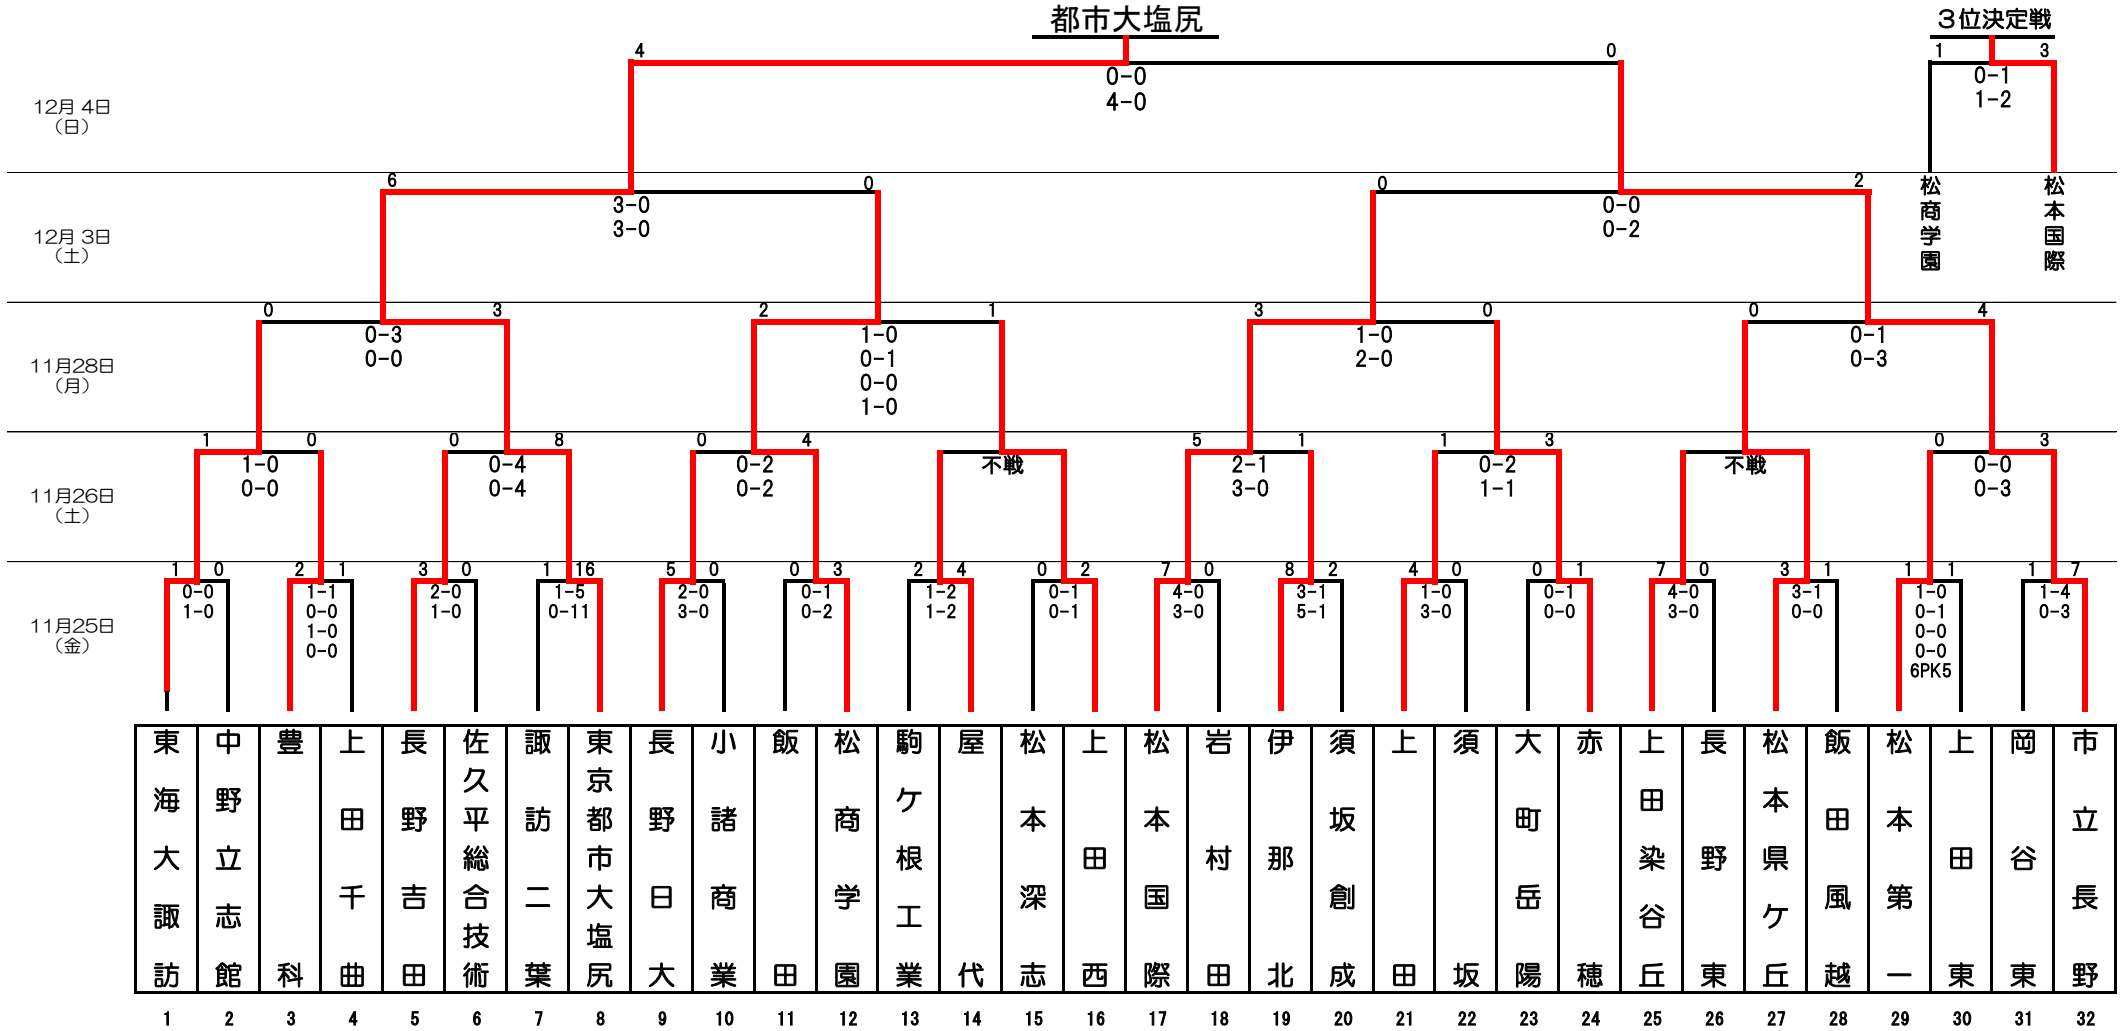 都市大塩尻
3位決定戦
4
0
0-0
4-0
1
3
0-1
1-2
12月 4日
（日）
松商学園
松本国際
6
0
3-0
3-0
0
2
0-0
0-2
12月 3日
（土）
0
3
0-3
0-0
2
1
1-0
0-1
0-0
1-0
3
0
1-0
2-0
0
4
0-1
0-3
11月28日
（月）
1
0
1-0
0-0
0
8
0-4
0-4
0
4
0-2
0-2
不戦
5
1
2-1
3-0
1
3
0-2
1-1
不戦
0
3
0-0
0-3
11月26日
（土）
1
0
0-0
1-0
2
1
1-1
0-0
1-0
0-0
3
0
2-0
1-0
1
16
1-5
0-11
5
0
2-0
3-0
0
3
0-1
0-2
2
4
1-2
1-2
0
2
0-1
0-1
7
0
4-0
3-0
8
2
3-1
5-1
4
0
1-0
3-0
0
1
0-1
0-0
7
0
4-0
3-0
3
1
3-1
0-0
1
1
1-0
0-1
0-0
0-0
6PK5
1
7
1-4
0-3
11月25日
（金）
東海大諏訪
中野立志館
豊科
上田千曲
長野吉田
佐久平総合技術
諏訪二葉
東京都市大塩尻
長野日大
小諸商業
飯田
松商学園
駒ケ根工業
屋代
松本深志
上田西
松本国際
岩村田
伊那北
須坂創成
上田
須坂
大町岳陽
赤穂
上田染谷丘
長野東
松本県ケ丘
飯田風越
松本第一
上田東
岡谷東
市立長野
1 2 3 4 5 6 7 8 9 10 11 12 13 14 15 16 17 18 19 20 21 22 23 24 25 26 27 28 29 30 31 32